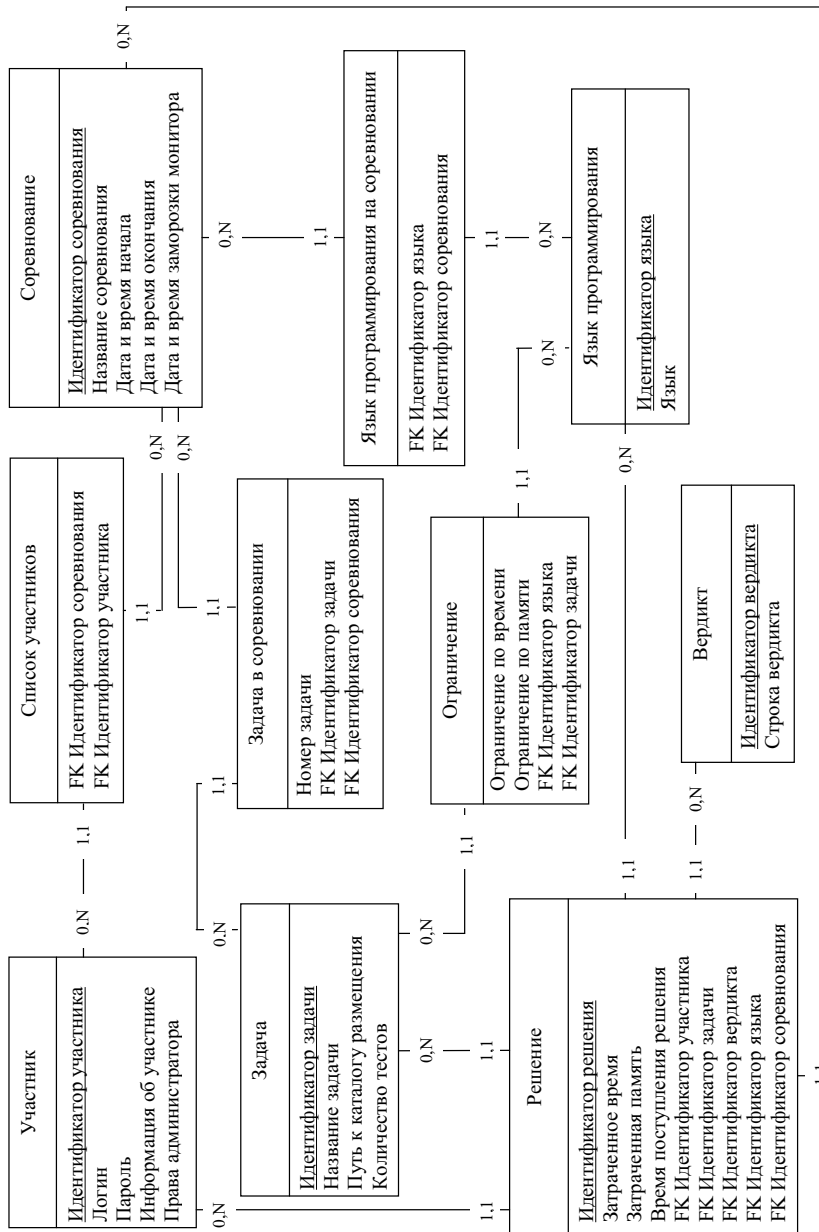 Участник
Идентификатор участника
Логин
Пароль
Информация об участнике
Права администратора
0.N
1,1
Список участников
FK Идентификатор соревнования
FK Идентификатор участника
1,1
0,N
0,N
Соревнование
Идентификатор соревнования
Название соревнования
Дата и время начала
Дата и время окончания
Дата и время заморозки монитора
0,N
0,N
0,N
Задача
Идентификатор задачи
Название задачи
Путь к каталогу размещения
Количество тестов
0.N
1,1
1,1
Задача в соревновании
Номер задачи
FK Идентификатор задачи
FK Идентификатор соревнования
1,1
Язык программирования на соревновании
FK Идентификатор языка
FK Идентификатор соревнования
0,N
0,N
1,1
Ограничение
Ограничение по времени
Ограничение по памяти
FK Идентификатор языка
FK Идентификатор задачи
1,1
0,N
1,1
0,N
Язык программирования
Идентификатор языка
Язык
0,N
1,1
1,1
Решение
Идентификатор решения
Затраченное время
Затраченная память
Время поступления решения
FK Идентификатор участника
FK Идентификатор задачи
FK Идентификатор вердикта
FK Идентификатор языка
FK Идентификатор соревнования
1,1
1,1
0,N
Вердикт
Идентификатор вердикта
Строка вердикта
1,1